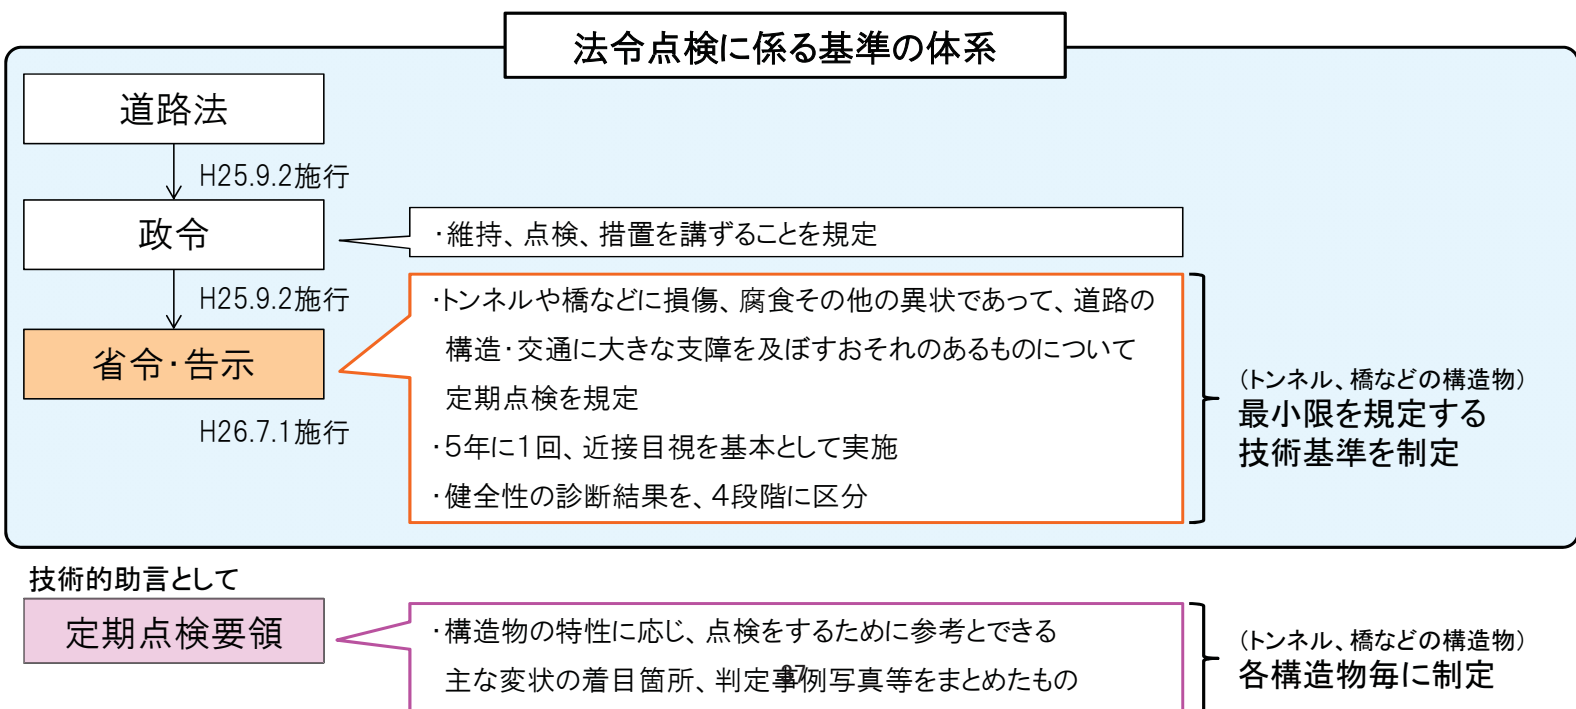 法令点検に係る基準の体系
道路法
H25.9.2施行
政令
・維持、点検、措置を講ずることを規定
H25.9.2施行
省令・告示
H26.7.1施行
・トンネルや橋などに損傷、腐食その他の異状であって、道路の
構造・交通に大きな支障を及ぼすおそれのあるものについて
定期点検を規定
・5年に1回、近接目視を基本として実施
・健全性の診断結果を、4段階に区分
（トンネル、橋などの構造物）
最小限を規定する
技術基準を制定
技術的助言として
定期点検要領
・構造物の特性に応じ、点検をするために参考とできる
主な変状の着目箇所、判定事例写真等をまとめたもの
（トンネル、橋などの構造物）
各構造物毎に制定